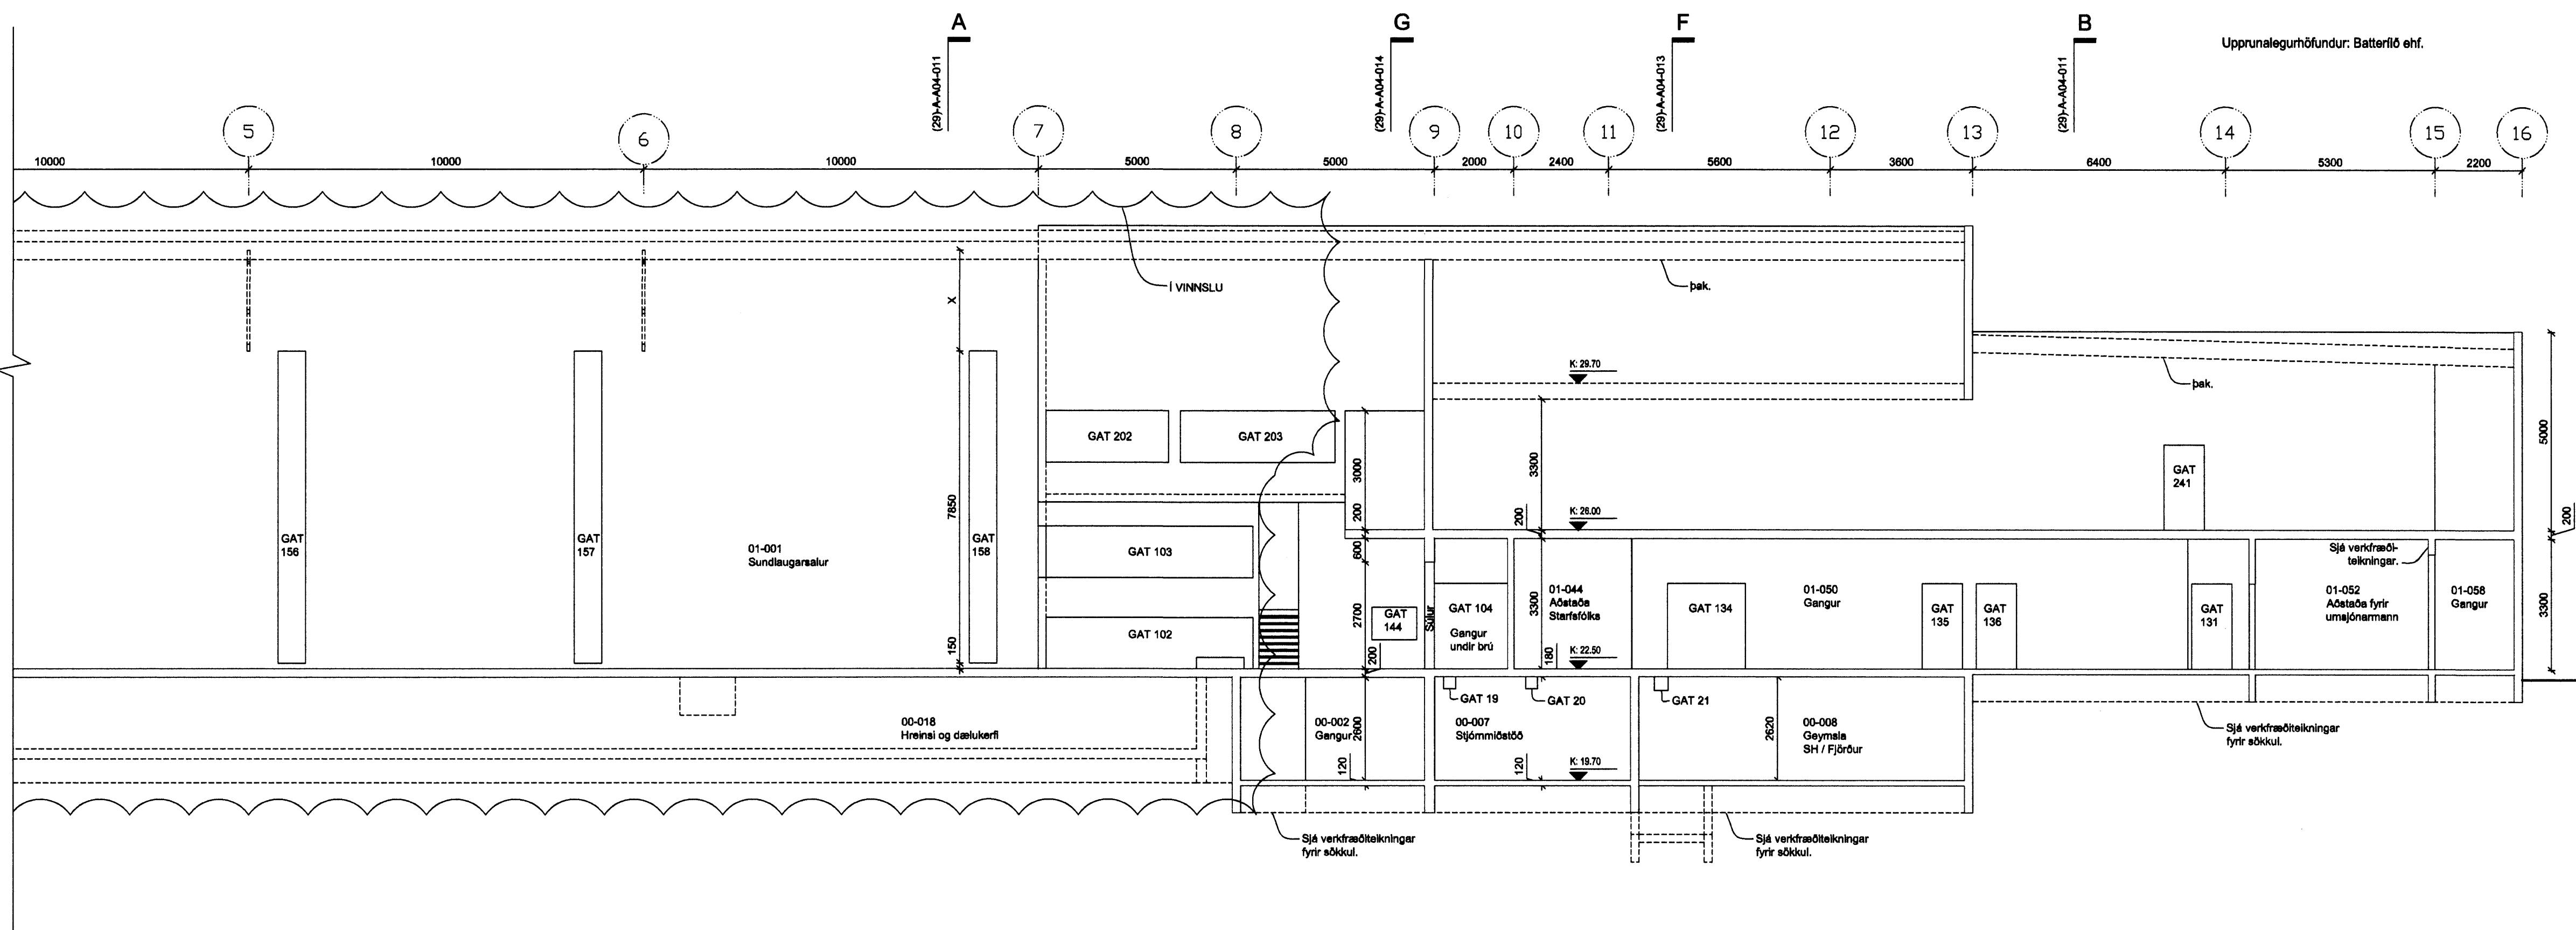 A
G
F
B
Upprunalegurhöfundur: Batteríið ehf.
(29)-A-A04-011
(29)-A-A04-014
(29)-A-A04-013
(29)-A-A04-011
5
6
7
8
9
10
11
12
13
14
15
16
10000
10000
10000
5000
5000
2000
2400
5600
3600
6400
5300
2200
Í VINNSLU
þak.
X
K: 29.70
þak.
GAT 202
GAT 203
3000
3300
5000
GAT
241
7850
200
200
K: 26.00
200
GAT
156
GAT
157
01-001
Sundlaugarsalur
GAT
158
GAT 103
600
Sjá verkfræði-
teikningar.
GAT 102
2700
GAT
144
Súlur
GAT 104
Gangur
undir brú
3300
01-044
Aðstaða
Starfsfólks
GAT 134
01-050
Gangur
GAT
135
GAT
136
GAT
131
01-052
Aðstaða fyrir
umsjónarmann
01-058
Gangur
3300
150
200
180
K: 22.50
GAT 19
GAT 20
GAT 21
00-018
Hreinsi og dælukerfi
00-002
Gangur
2600
00-007
Stjórnmiðstöð
2620
00-008
Geymsla
SH / Fjörður
Sjá verkfræðiteikningar
fyrir sökkul.
120
120
K: 19.70
Sjá verkfræðiteikningar
fyrir sökkul.
Sjá verkfræðiteikningar
fyrir sökkul.